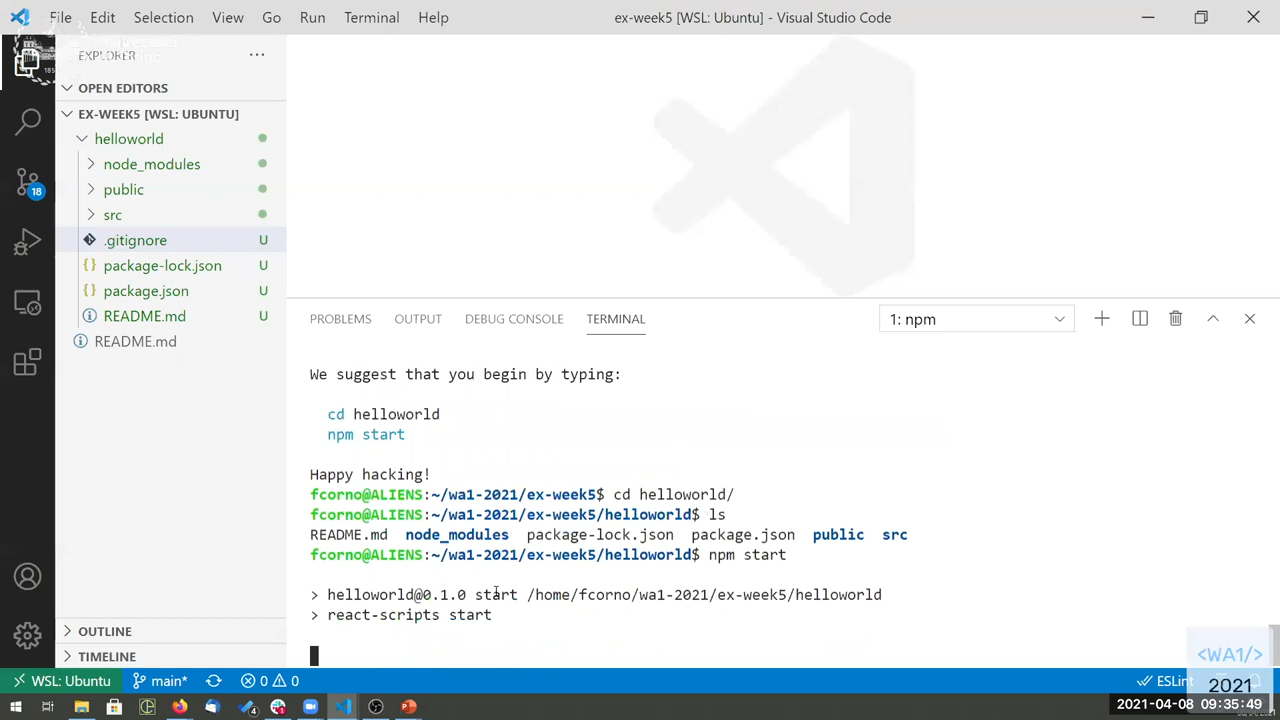 File Edit Selection View Go Run Terminal Help
ex-week5 [WSL: Ubuntu] - Visual Studio Code
EXPLORER
OPEN EDITORS
EX-WEEK5 [WSL: UBUNTU]
helloworld
node_modules
public
src
.gitignore U
package-lock.json U
package.json U
README.md U
README.md
18
OUTLINE
TIMELINE
PROBLEMS OUTPUT DEBUG CONSOLE TERMINAL
1: npm
We suggest that you begin by typing:
cd helloworld
npm start
Happy hacking!
fcorno@ALIENS:~/wa1-2021/ex-week5$ cd helloworld/
fcorno@ALIENS:~/wa1-2021/ex-week5/helloworld$ ls
README.md node_modules package-lock.json package.json public src
fcorno@ALIENS:~/wa1-2021/ex-week5/helloworld$ npm start
> helloworld@0.1.0 start /home/fcorno/wa1-2021/ex-week5/helloworld
> react-scripts start
WSL: Ubuntu main* 0 0 ESLint
<WA1/>
2021
4
2021-04-08 09:35:49